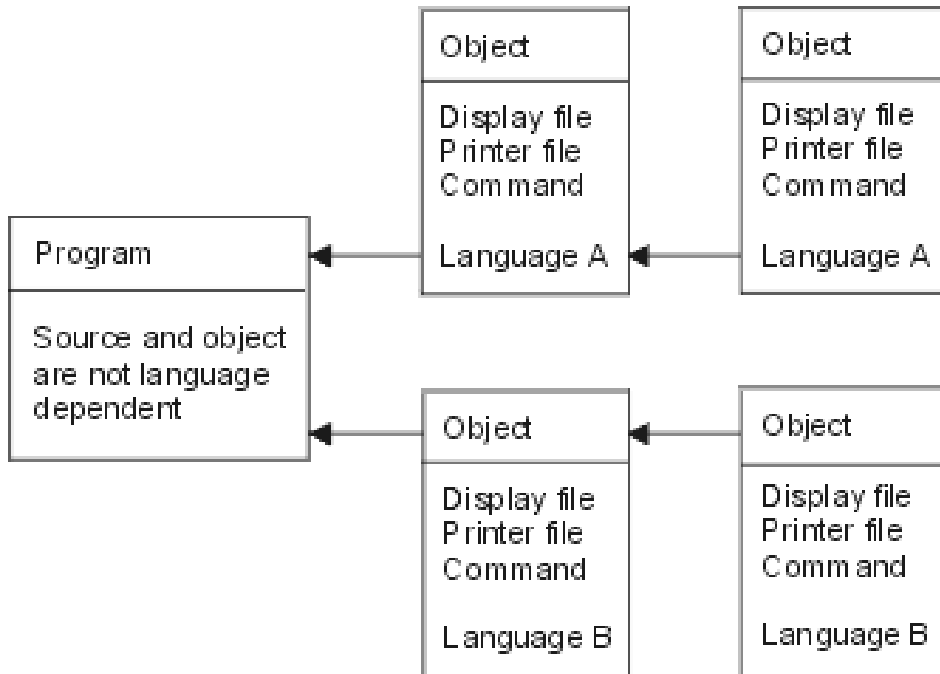 Program
Source and object
are not language
dependent
Object
Display file
Printer file
Command
Language A
Object
Display file
Printer file
Command
Language A
Object
Display file
Printer file
Command
Language B
Object
Display file
Printer file
Command
Language B